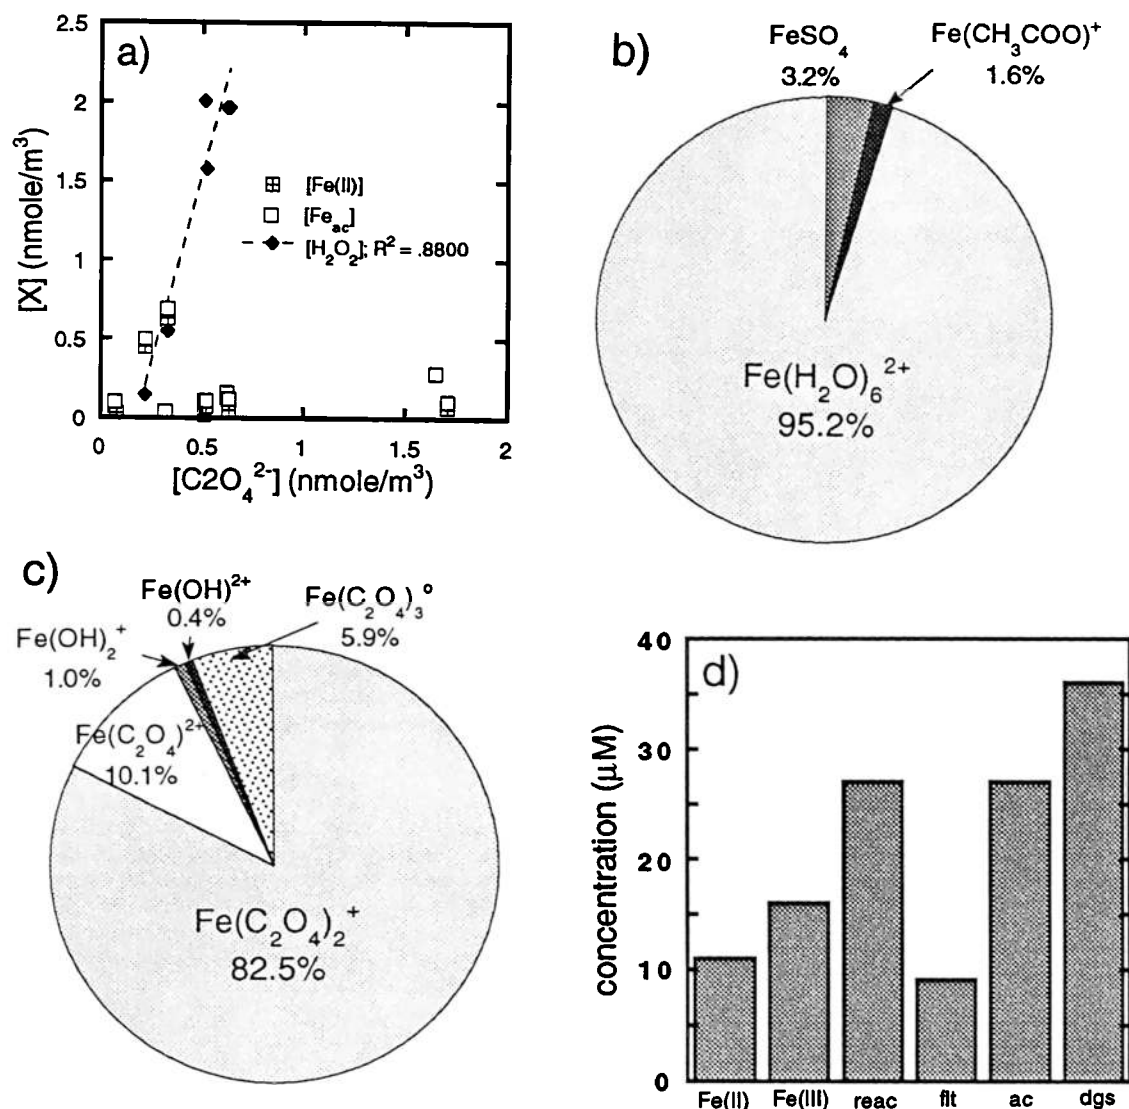 a)
[X] (nmole/m³)
2.5
2
1.5
1
0.5
0
[Fe(II)]
[Feac]
[H₂O₂]; R² = .8800
0 0.5 1 1.5 2
[C2O₄²⁻] (nmole/m³)
b)
FeSO₄
3.2%
Fe(CH₃COO)⁺
1.6%
Fe(H₂O)₆²⁺
95.2%
c)
Fe(OH)₂⁺
1.0%
Fe(OH)²⁺
0.4%
Fe(C₂O₄)₃°
5.9%
Fe(C₂O₄)²⁺
10.1%
Fe(C₂O₄)₂⁺
82.5%
d)
concentration (μM)
40
30
20
10
0
Fe(II) Fe(III) reac flt ac dgs